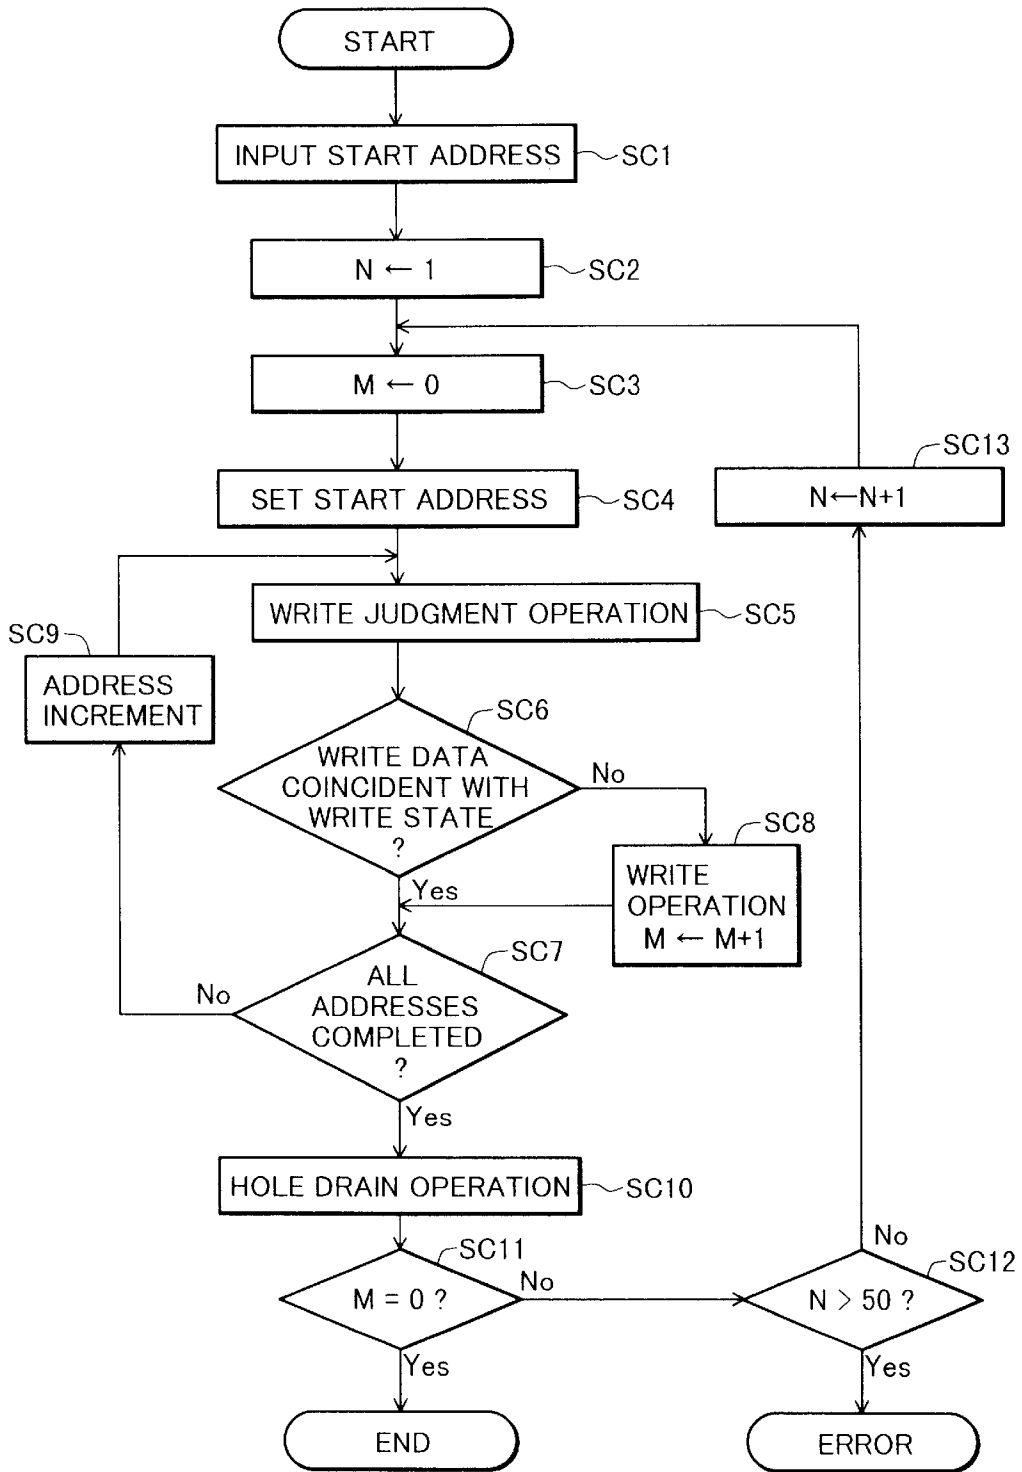 START
INPUT START ADDRESS
SC1
N ← 1
SC2
M ← 0
SC3
SC13
N←N+1
SET START ADDRESS
SC4
WRITE JUDGMENT OPERATION
SC5
SC9
ADDRESS
INCREMENT
SC6
WRITE DATA
COINCIDENT WITH
WRITE STATE
?
No
Yes
SC8
WRITE
OPERATION
M ← M+1
SC7
ALL
ADDRESSES
COMPLETED
?
No
Yes
HOLE DRAIN OPERATION
SC10
SC11
M = 0 ?
No
Yes
SC12
N > 50 ?
No
Yes
END
ERROR